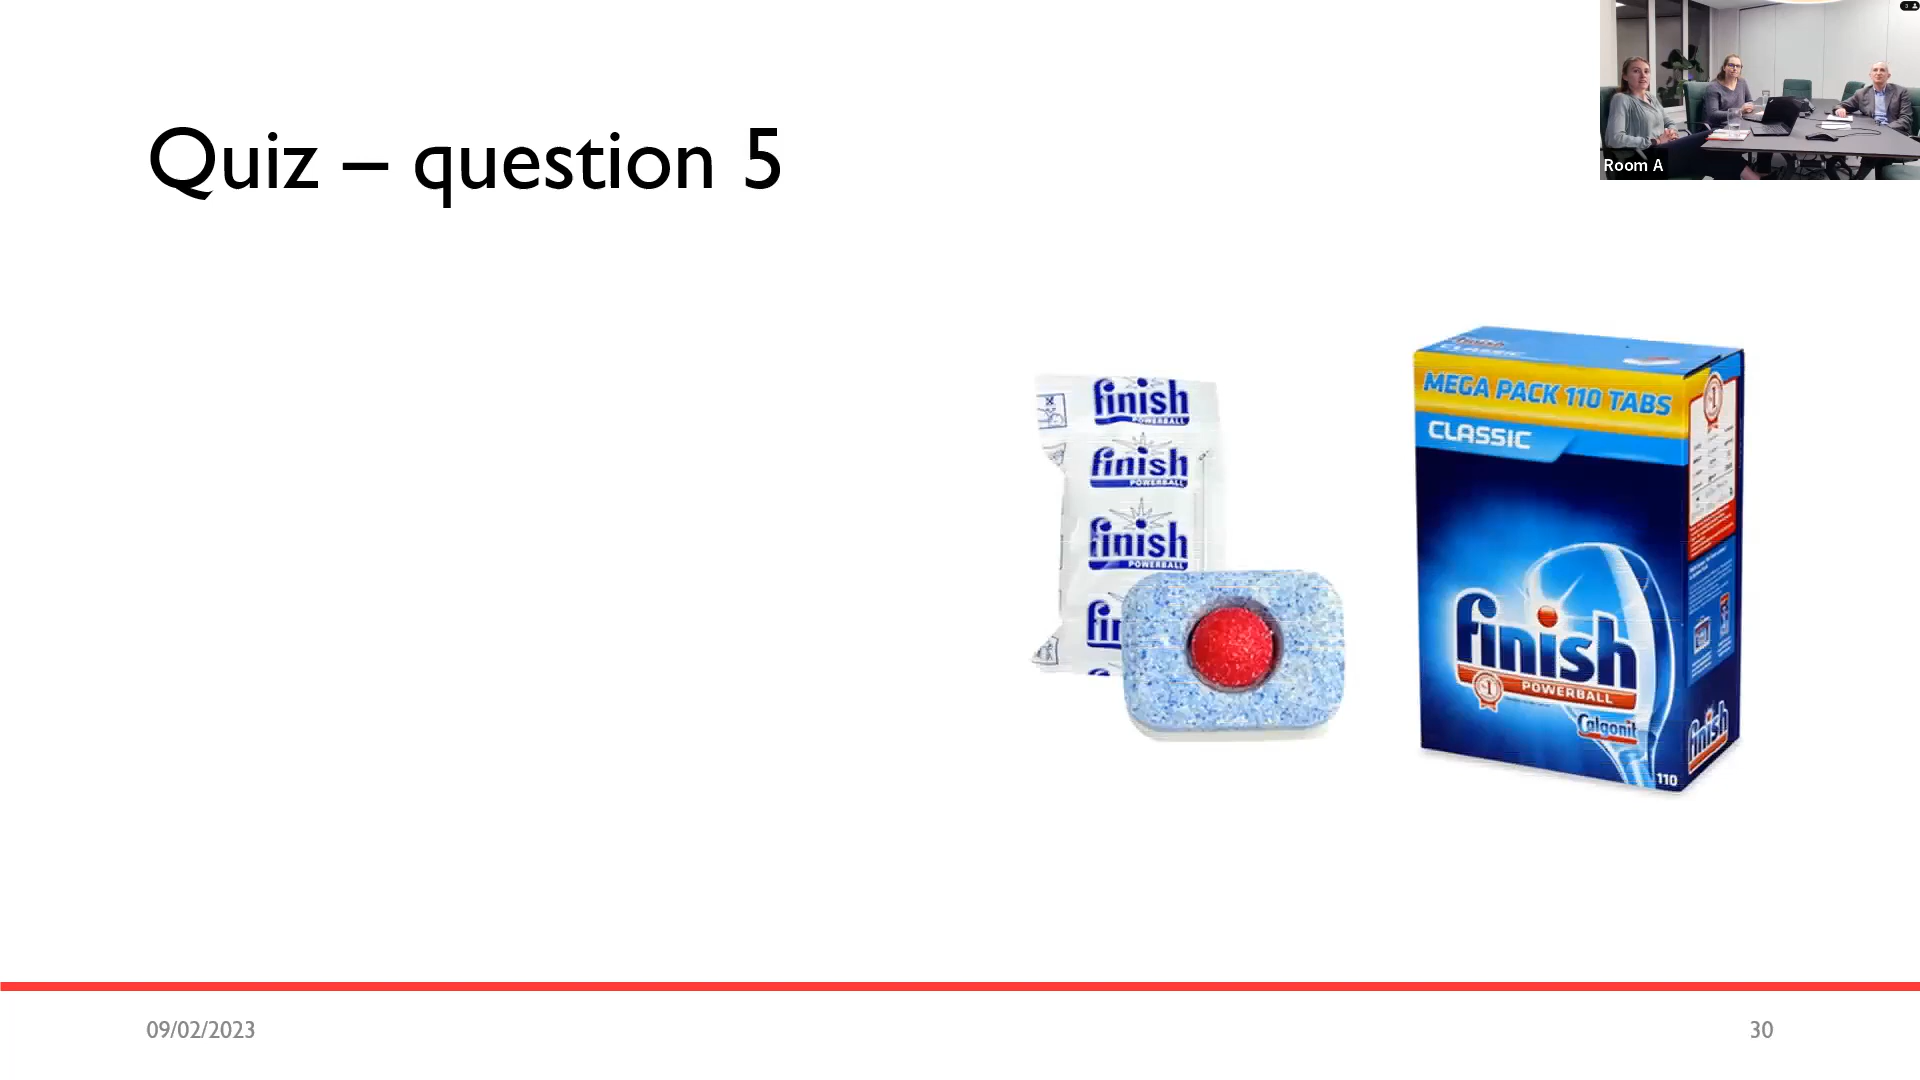 Quiz – question 5
Room A
finish
POWERBALL
finish
POWERBALL
finish
POWERBALL
fin
MEGA PACK 110 TABS
CLASSIC
finish
POWERBALL
Calgonit
110
finish
09/02/2023
30